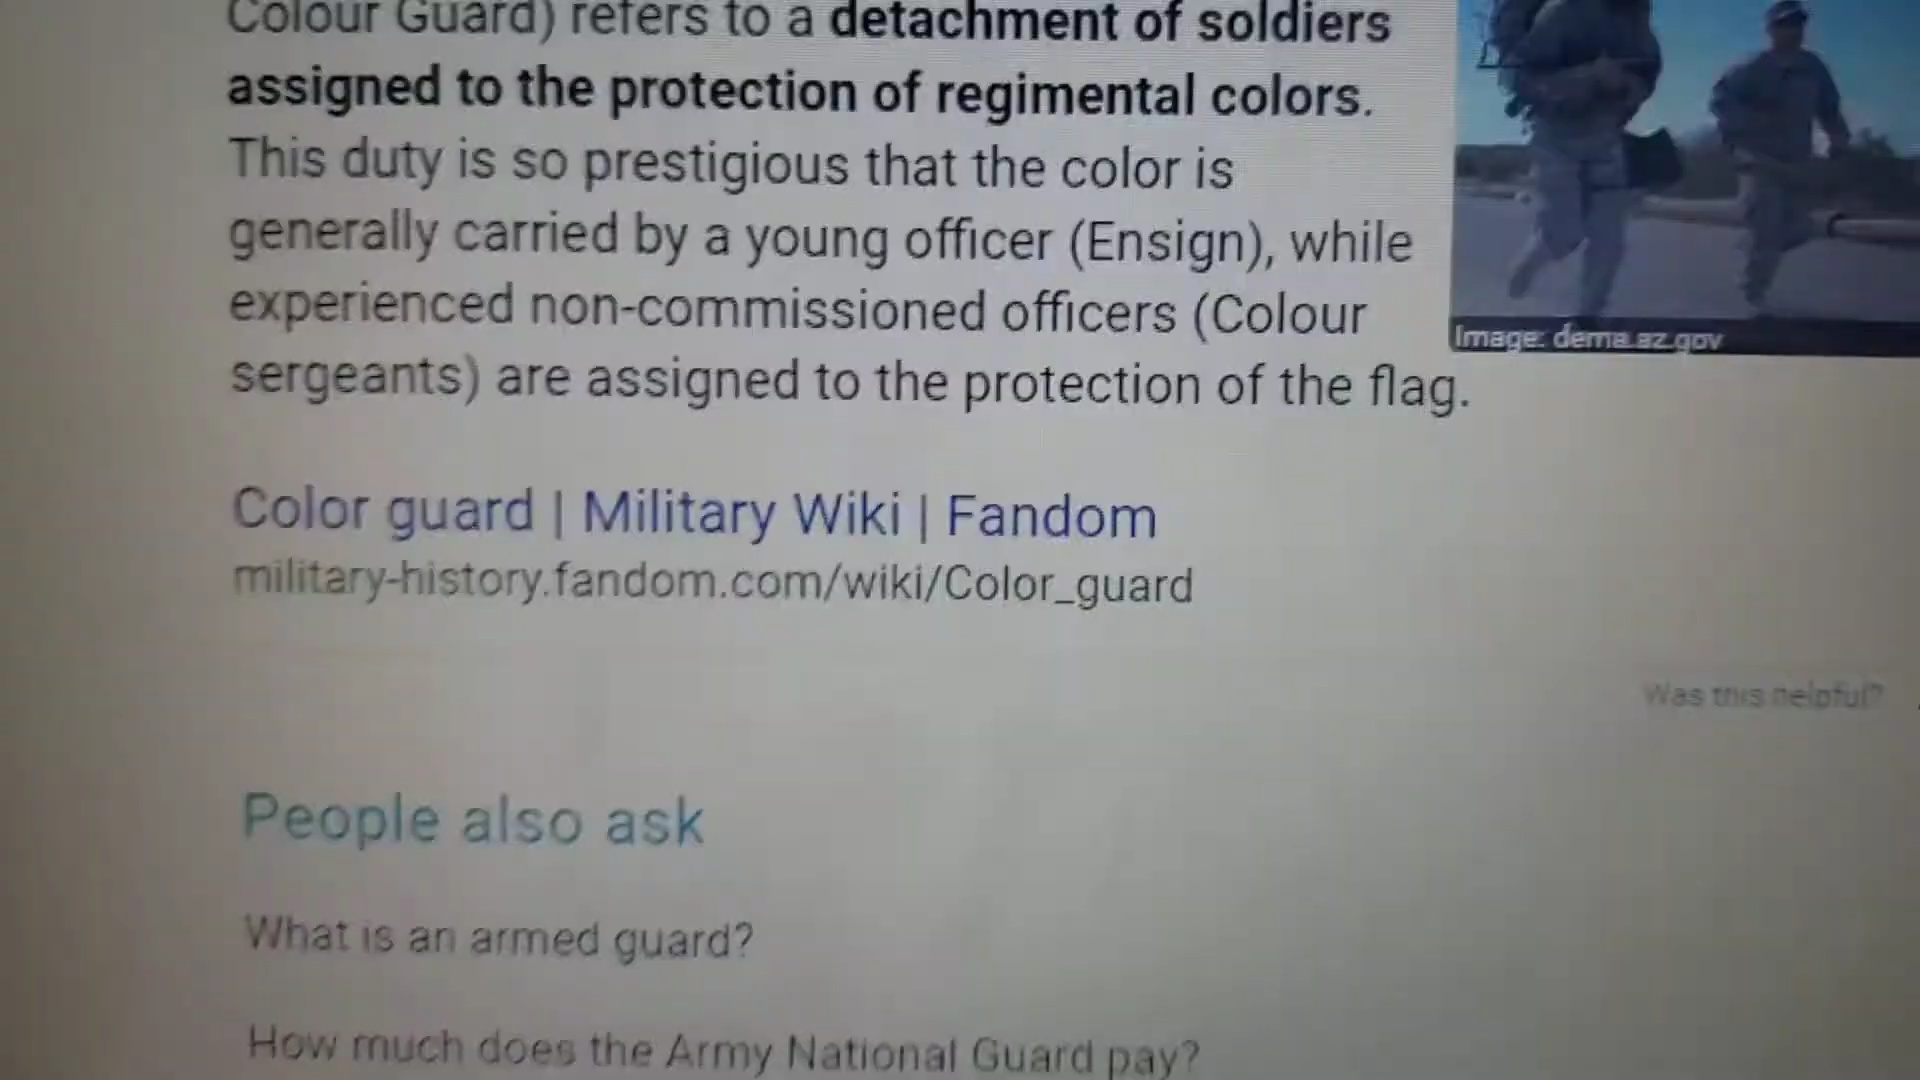 Colour Guard) refers to a detachment of soldiers
assigned to the protection of regimental colors.
This duty is so prestigious that the color is
generally carried by a young officer (Ensign), while
experienced non-commissioned officers (Colour
sergeants) are assigned to the protection of the flag.
Image: dema.az.gov
Color guard | Military Wiki | Fandom
military-history.fandom.com/wiki/Color_guard
Was this helpful?
People also ask
What is an armed guard?
How much does the Army National Guard pay?